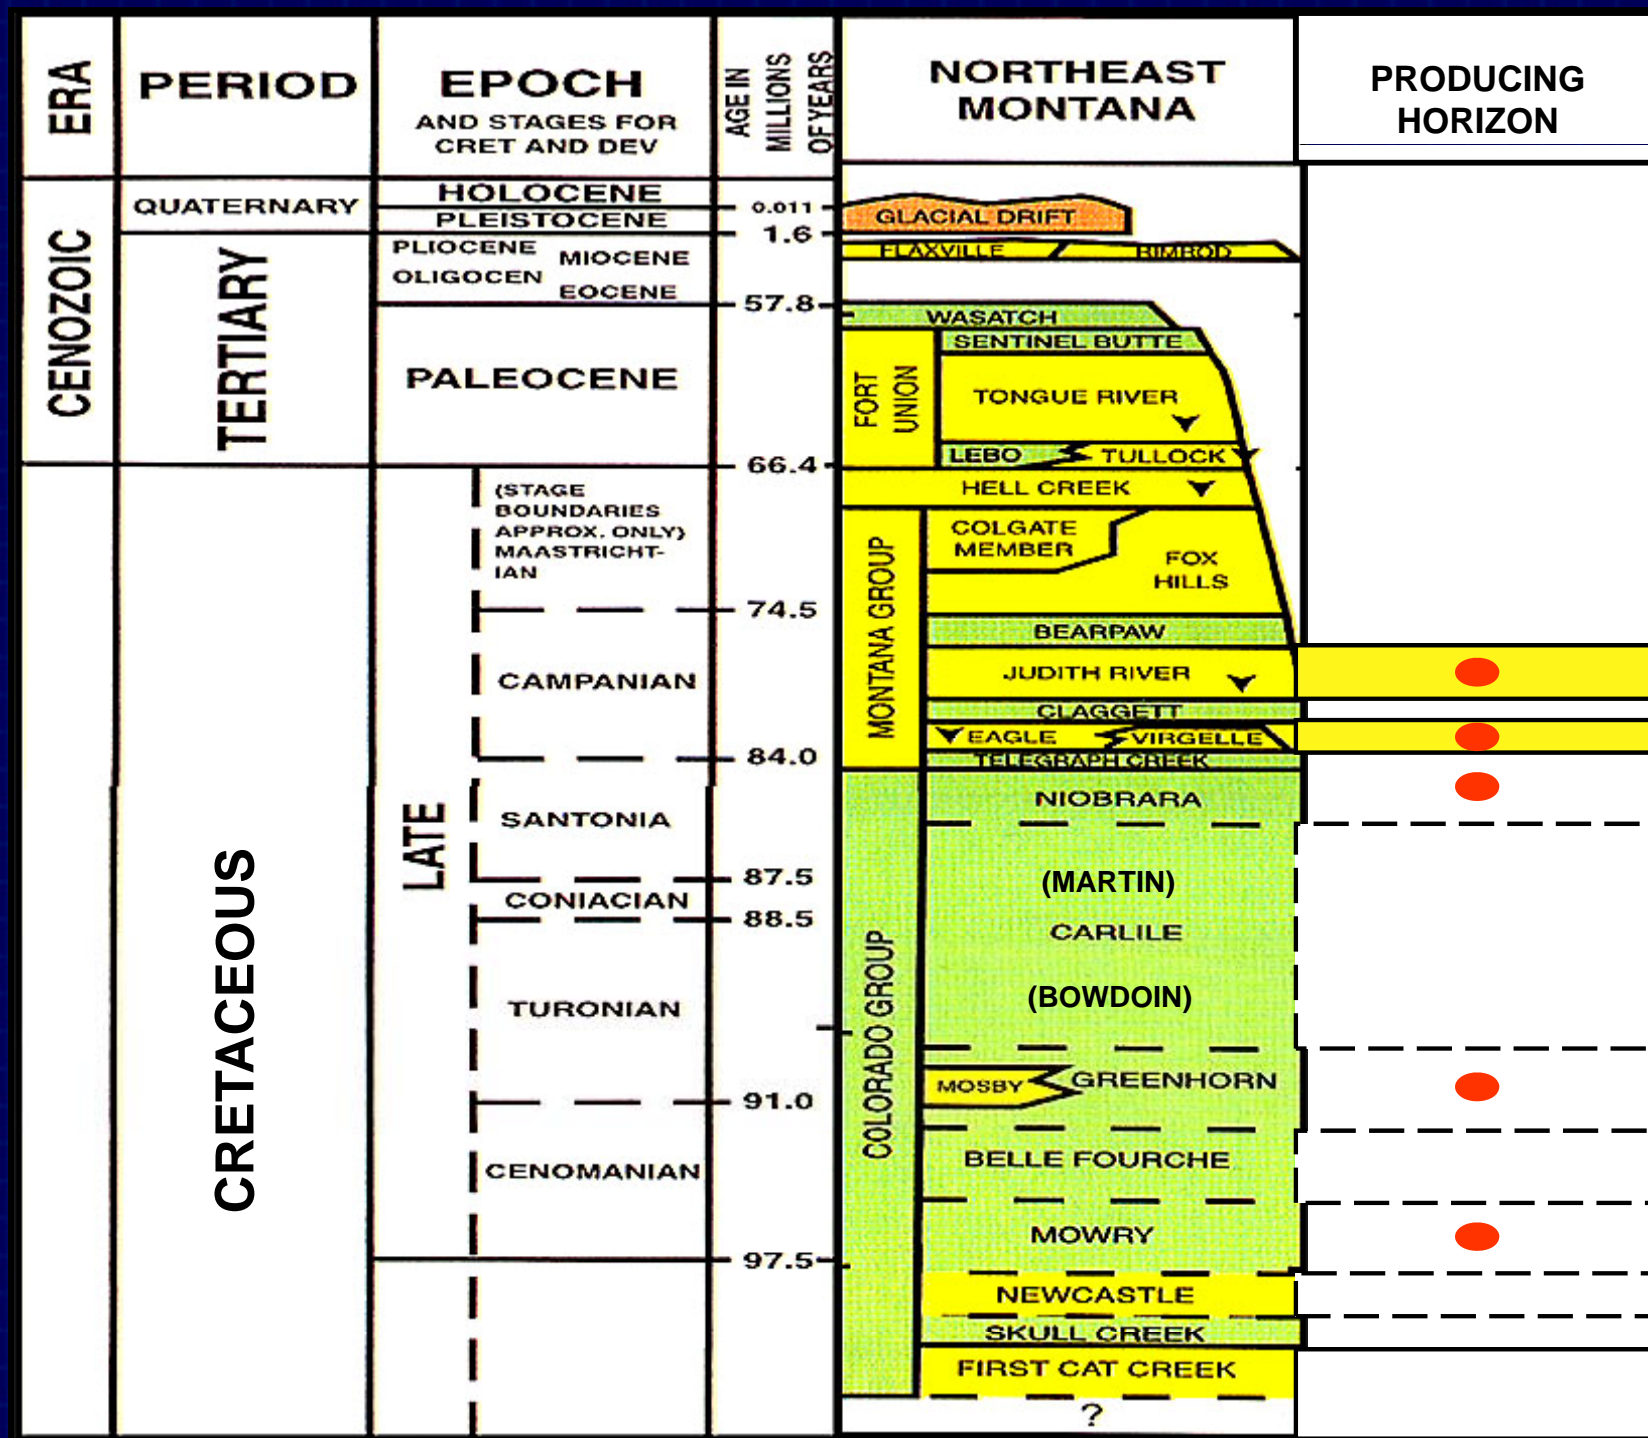 ERA
PERIOD
EPOCH
AND STAGES FOR
CRET AND DEV
AGE IN
MILLIONS
OF YEARS
NORTHEAST
MONTANA
PRODUCING
HORIZON
CENOZOIC
QUATERNARY
TERTIARY
CRETACEOUS
HOLOCENE
PLEISTOCENE
PLIOCENE
MIOCENE
OLIGOCEN
EOCENE
PALEOCENE
LATE
(STAGE
BOUNDARIES
APPROX. ONLY)
MAASTRICHT-
IAN
CAMPANIAN
SANTONIA
CONIACIAN
TURONIAN
CENOMANIAN
0.011
1.6
57.8
66.4
74.5
84.0
87.5
88.5
91.0
97.5
GLACIAL DRIFT
FLAXVILLE
RIMROD
WASATCH
FORT
UNION
SENTINEL BUTTE
TONGUE RIVER
LEBO
TULLOCK
HELL CREEK
MONTANA GROUP
COLGATE
MEMBER
FOX
HILLS
BEARPAW
JUDITH RIVER
CLAGGETT
EAGLE
VIRGELLE
TELEGRAPH CREEK
COLORADO GROUP
NIOBRARA
(MARTIN)
CARLILE
(BOWDOIN)
MOSBY
GREENHORN
BELLE FOURCHE
MOWRY
NEWCASTLE
SKULL CREEK
FIRST CAT CREEK
?